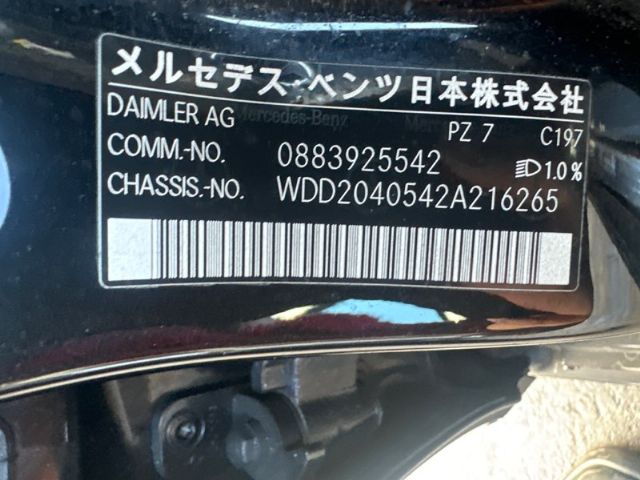 メルセデス・ベンツ日本株式会社
DAIMLER AG PZ 7 C197
COMM.-NO. 0883925542 1.0%
CHASSIS.-NO. WDD2040542A216265